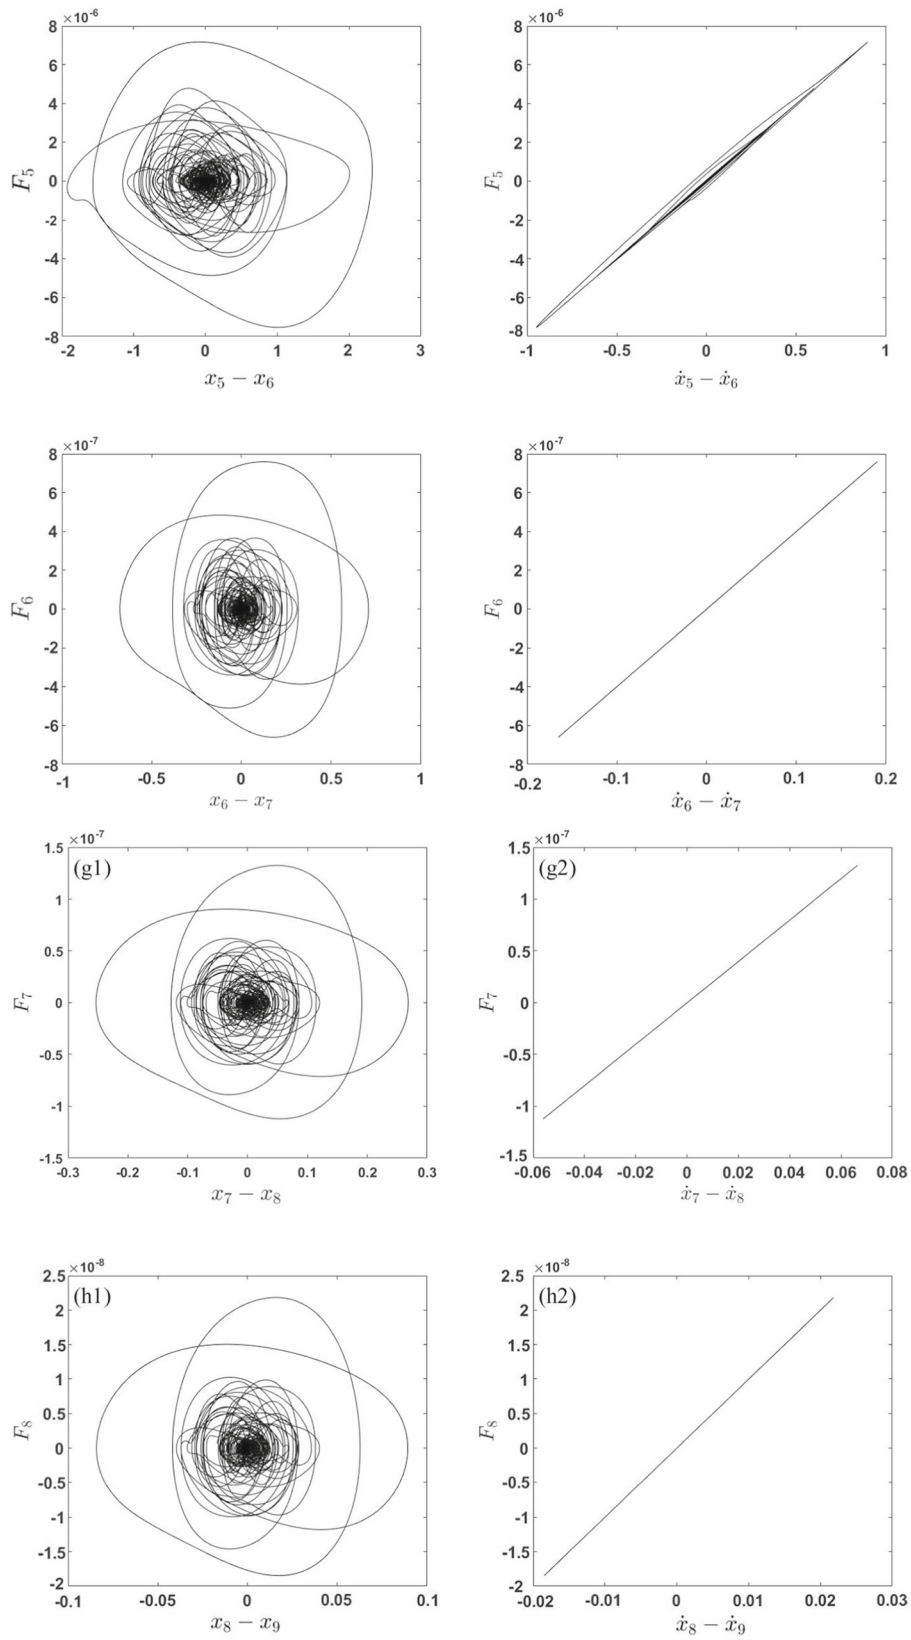 ×10-6
8
6
4
2
0
-2
-4
-6
-8
F5
-2 -1 0 1 2 3
x5 − x6
×10-6
8
6
4
2
0
-2
-4
-6
-8
F5
-1 -0.5 0 0.5 1
ẋ5 − ẋ6
×10-7
8
6
4
2
0
-2
-4
-6
-8
F6
-1 -0.5 0 0.5 1
x6 − x7
×10-7
8
6
4
2
0
-2
-4
-6
-8
F6
-0.2 -0.1 0 0.1 0.2
ẋ6 − ẋ7
×10-7
1.5
(g1)
1
0.5
0
-0.5
-1
-1.5
F7
-0.3 -0.2 -0.1 0 0.1 0.2 0.3
x7 − x8
×10-7
1.5
(g2)
1
0.5
0
-0.5
-1
-1.5
F7
-0.06 -0.04 -0.02 0 0.02 0.04 0.06 0.08
ẋ7 − ẋ8
×10-8
2.5
(h1)
2
1.5
1
0.5
0
-0.5
-1
-1.5
-2
F8
-0.1 -0.05 0 0.05 0.1
x8 − x9
×10-8
2.5
(h2)
2
1.5
1
0.5
0
-0.5
-1
-1.5
-2
F8
-0.02 -0.01 0 0.01 0.02 0.03
ẋ8 − ẋ9